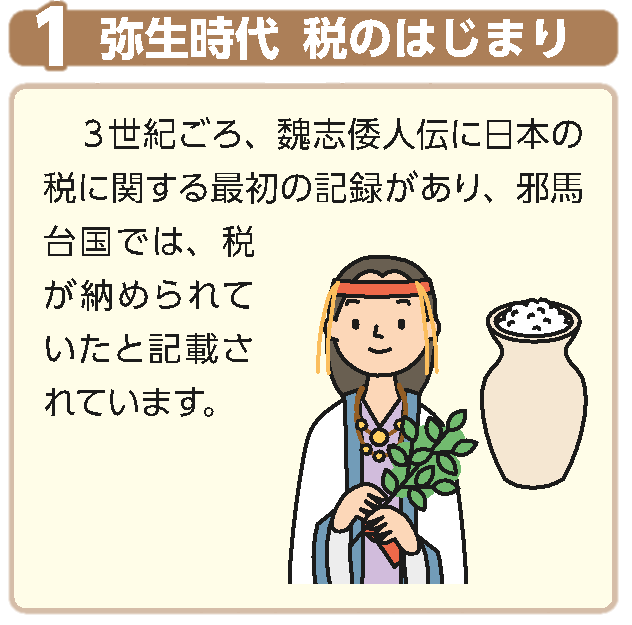 1 弥生時代 税のはじまり
3世紀ごろ、魏志倭人伝に日本の
税に関する最初の記録があり、邪馬
台国では、税
が納められて
いたと記載さ
れています。